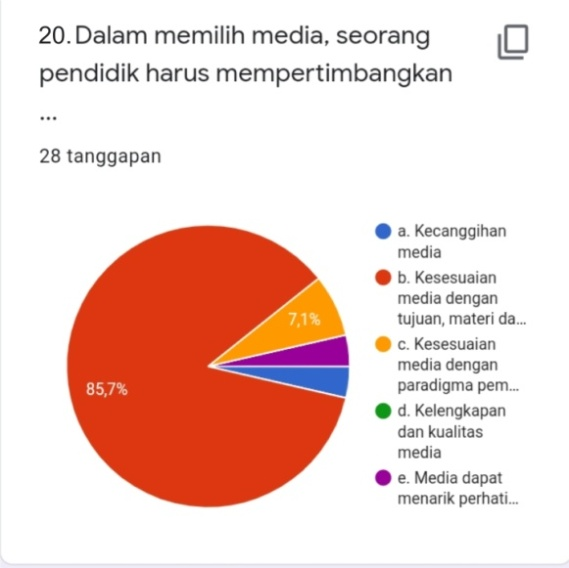 20. Dalam memilih media, seorang
pendidik harus mempertimbangkan
...
28 tanggapan
a. Kecanggihan
media
b. Kesesuaian
media dengan
tujuan, materi da...
c. Kesesuaian
media dengan
paradigma pem...
d. Kelengkapan
dan kualitas
media
e. Media dapat
menarik perhati...
7,1%
85,7%